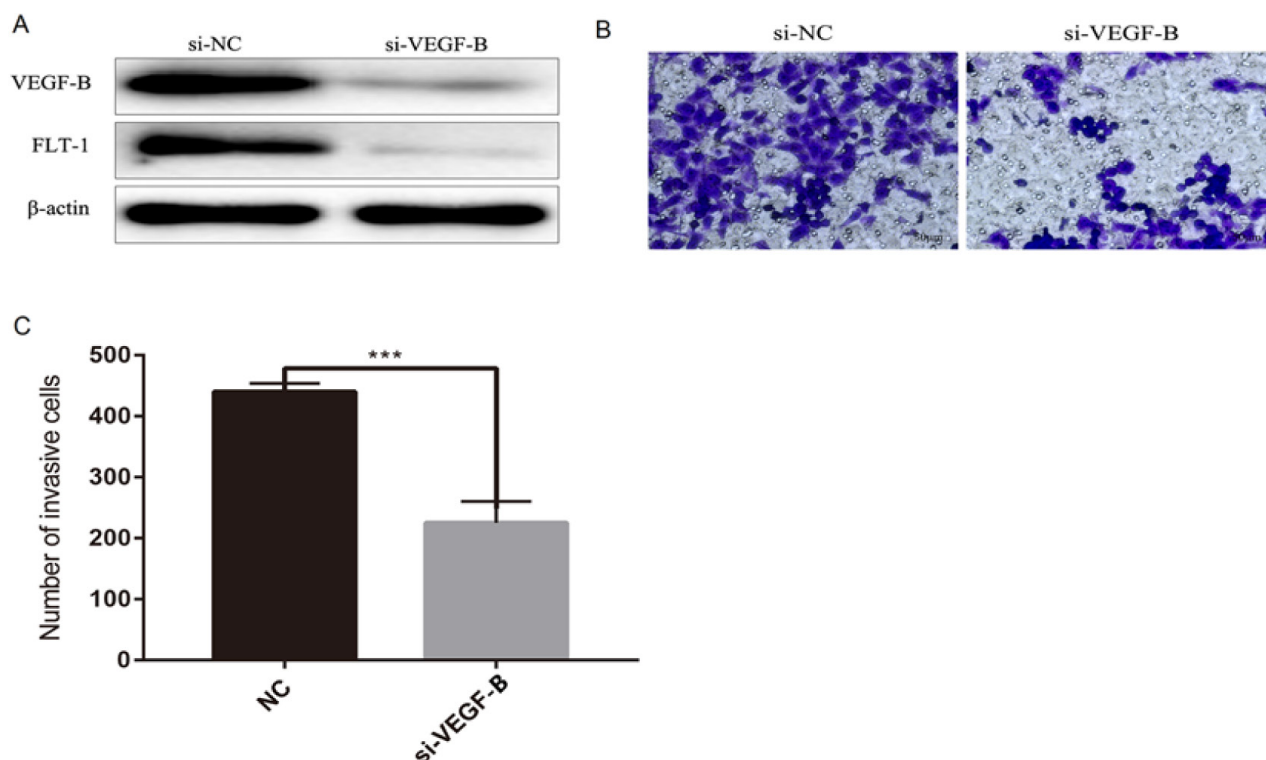 A
si-NC si-VEGF-B
VEGF-B
FLT-1
β-actin
B
si-NC si-VEGF-B
50μm
C
***
Number of invasive cells
500
400
300
200
100
0
NC
si-VEGF-B